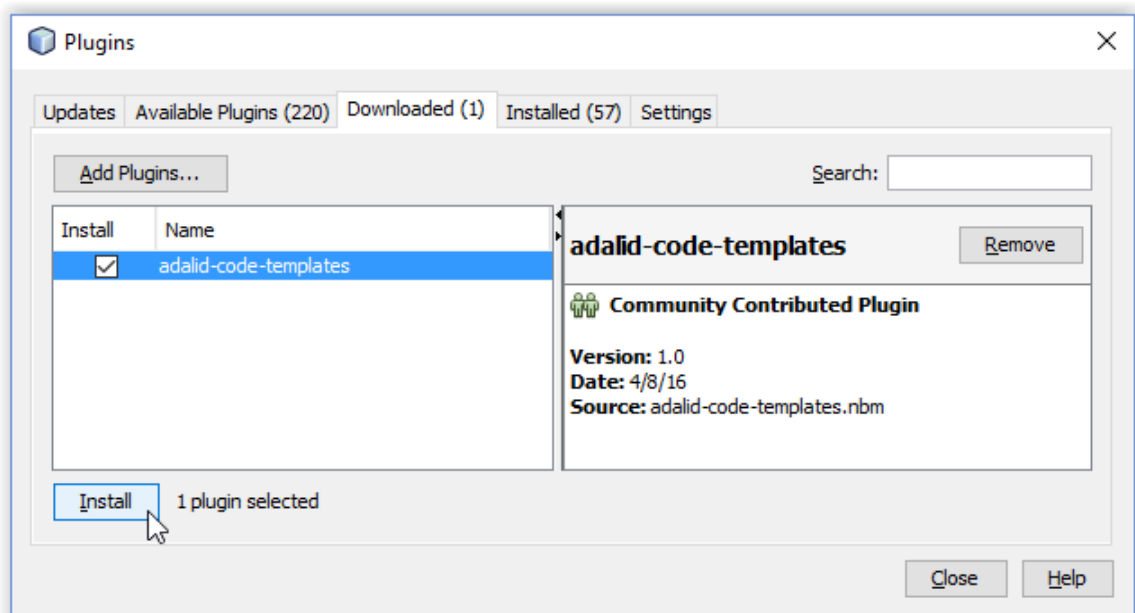 Plugins
Updates Available Plugins (220) Downloaded (1) Installed (57) Settings
Add Plugins... Search:
Install Name
adalid-code-templates
adalid-code-templates Remove
Community Contributed Plugin
Version: 1.0
Date: 4/8/16
Source: adalid-code-templates.nbm
Install 1 plugin selected
Close Help